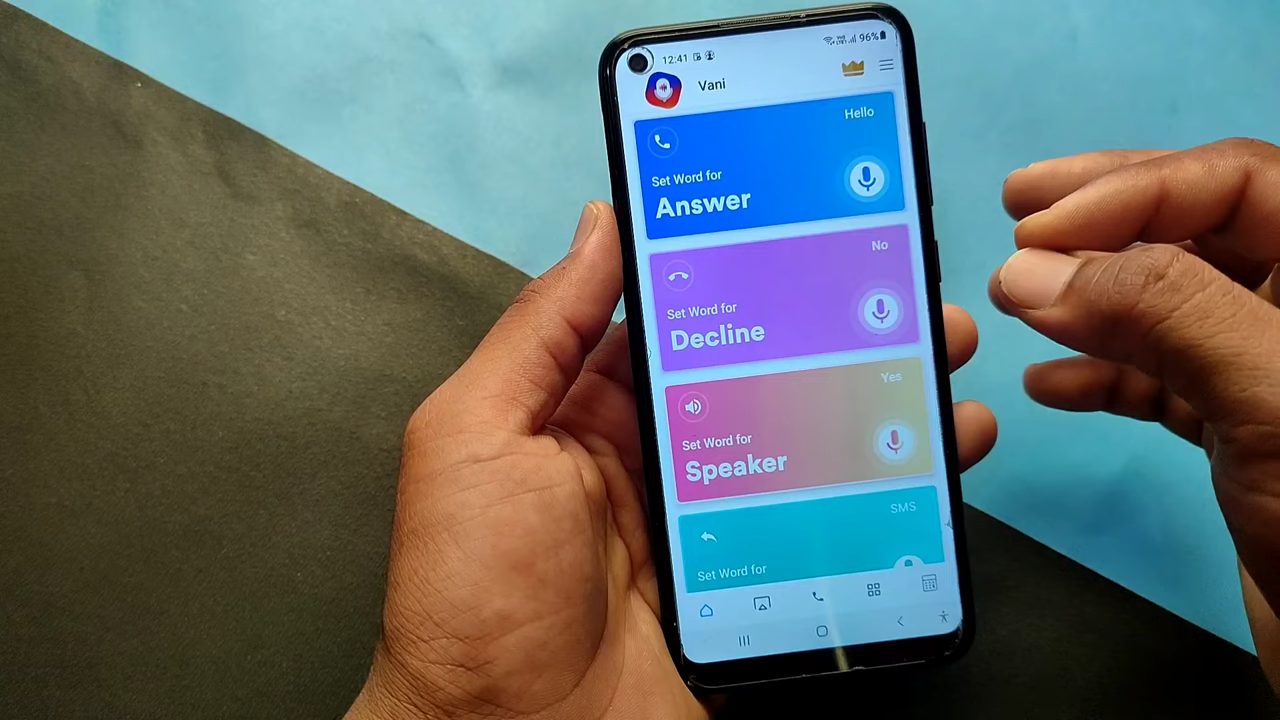 12:41
96%
Vani
Hello
Set Word for
Answer
No
Set Word for
Decline
Yes
Set Word for
Speaker
SMS
Set Word for